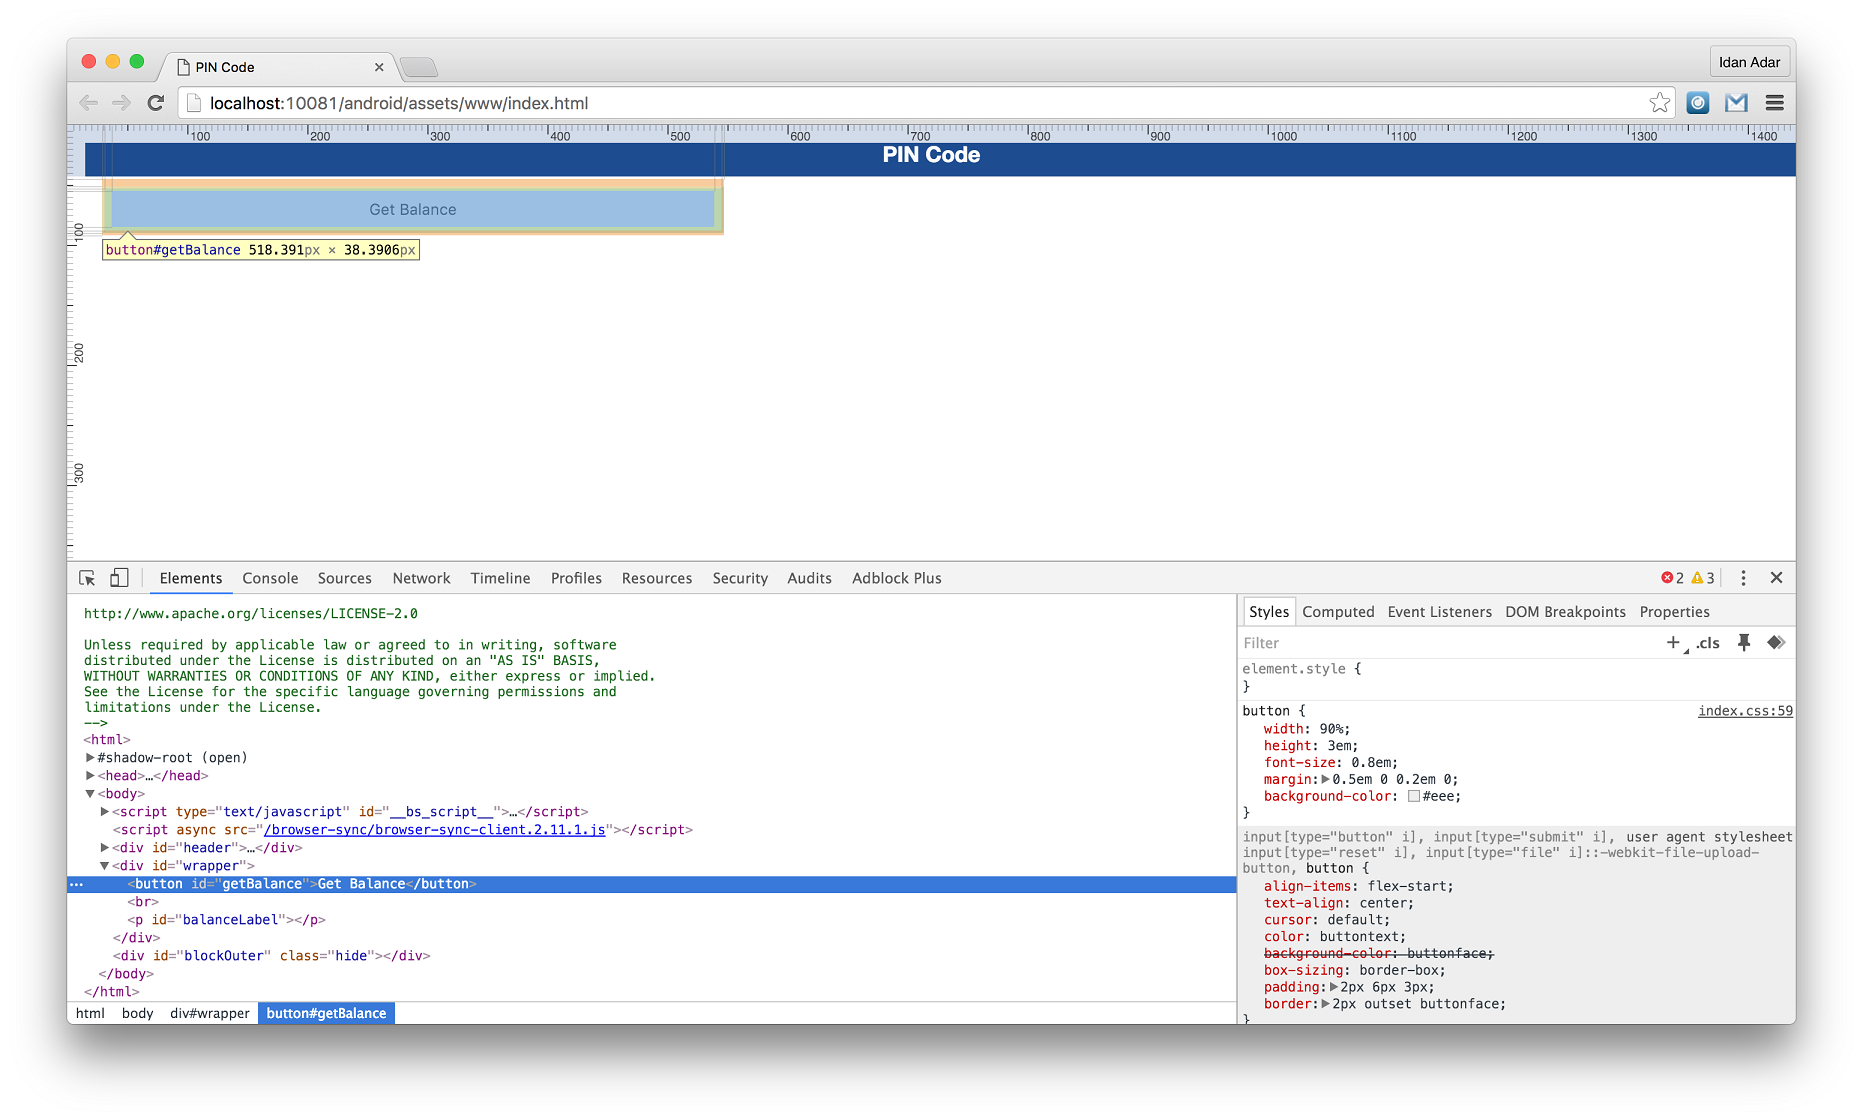 PIN Code
Idan Adar
localhost:10081/android/assets/www/index.html
100 200 300 400 500 600 700 800 900 1000 1100 1200 1300 1400
PIN Code
Get Balance
100
button#getBalance 518.391px × 38.3906px
200
300
Elements Console Sources Network Timeline Profiles Resources Security Audits Adblock Plus 2 3
http://www.apache.org/licenses/LICENSE-2.0
Unless required by applicable law or agreed to in writing, software
distributed under the License is distributed on an "AS IS" BASIS,
WITHOUT WARRANTIES OR CONDITIONS OF ANY KIND, either express or implied.
See the License for the specific language governing permissions and
limitations under the License.
-->
<html>
#shadow-root (open)
<head>…</head>
<body>
<script type="text/javascript" id="__bs_script__">…</script>
<script async src="/browser-sync/browser-sync-client.2.11.1.js"></script>
<div id="header">…</div>
<div id="wrapper">
<button id="getBalance">Get Balance</button>
<br>
<p id="balanceLabel"></p>
</div>
<div id="blockOuter" class="hide"></div>
</body>
</html>
html body div#wrapper button#getBalance
Styles Computed Event Listeners DOM Breakpoints Properties
Filter + .cls
element.style {
}
button { index.css:59
width: 90%;
height: 3em;
font-size: 0.8em;
margin: 0.5em 0 0.2em 0;
background-color: #eee;
}
input[type="button" i], input[type="submit" i], user agent stylesheet
input[type="reset" i], input[type="file" i]::-webkit-file-upload-
button, button {
align-items: flex-start;
text-align: center;
cursor: default;
color: buttontext;
background-color: buttonface;
box-sizing: border-box;
padding: 2px 6px 3px;
border: 2px outset buttonface;
}